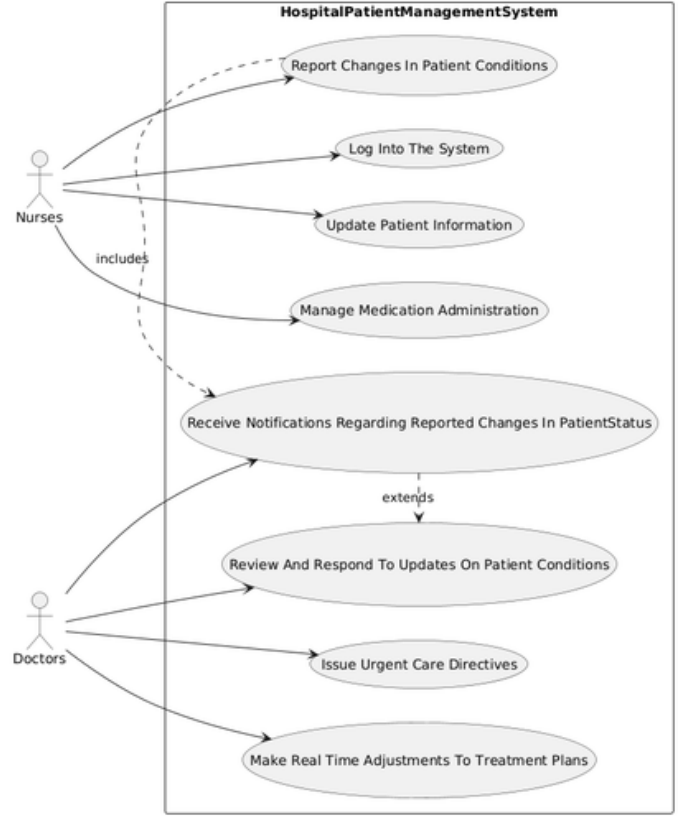 HospitalPatientManagementSystem
Report Changes In Patient Conditions
Log Into The System
Nurses
Update Patient Information
includes
Manage Medication Administration
Receive Notifications Regarding Reported Changes In PatientStatus
extends
Review And Respond To Updates On Patient Conditions
Doctors
Issue Urgent Care Directives
Make Real Time Adjustments To Treatment Plans